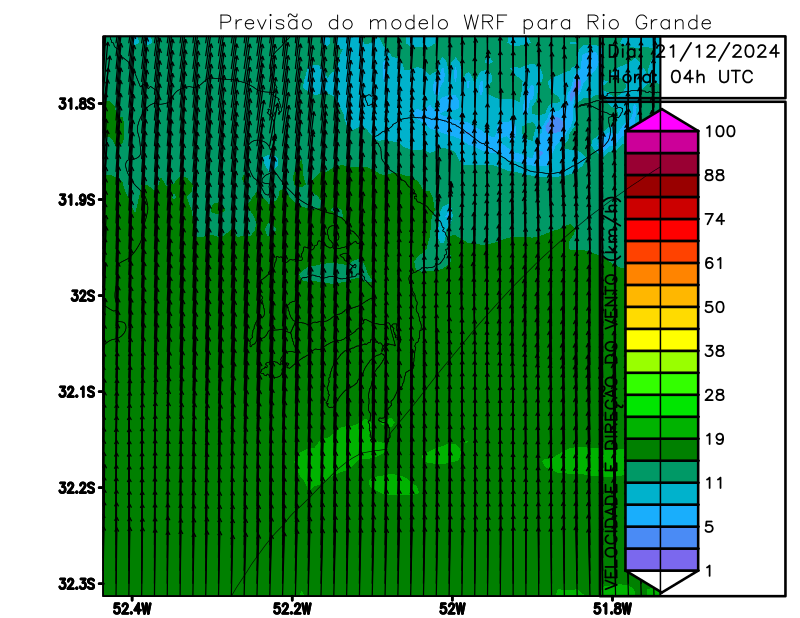 Previsão do modelo WRF para Rio Grande
Dia: 21/12/2024
Hora: 04h UTC
31.8S
31.9S
32S
32.1S
32.2S
32.3S
52.4W
52.2W
52W
51.8W
VELOCIDADE E DIREÇÃO DO VENTO (km/h)
100
88
74
61
50
38
28
19
11
5
1